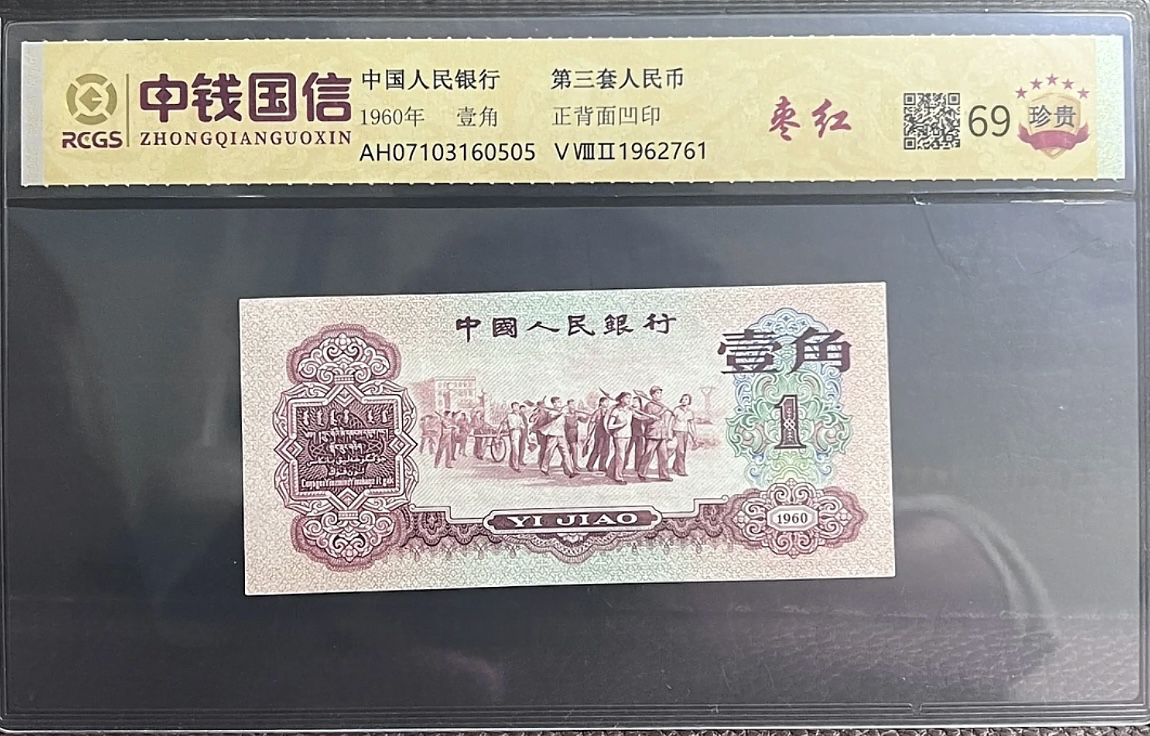 RCGS
中钱国信
ZHONGQIANGUOXIN
中国人民银行 第三套人民币
1960年 壹角 正背面凹印
AH07103160505 VⅧⅡ1962761
枣红
69
珍贵
中國人民銀行
壹角
1
YI JIAO
1960